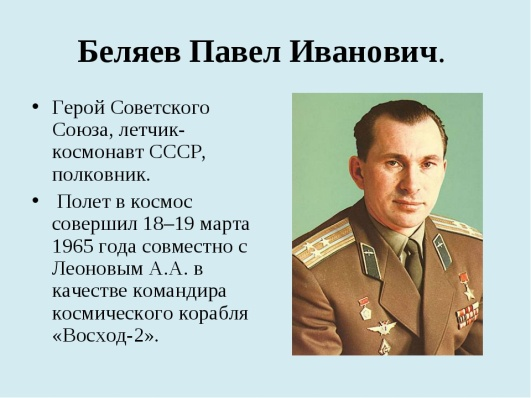 Беляев Павел Иванович.
• Герой Советского
Союза, летчик-
космонавт СССР,
полковник.
• Полет в космос
совершил 18–19 марта
1965 года совместно с
Леоновым А.А. в
качестве командира
космического корабля
«Восход-2».